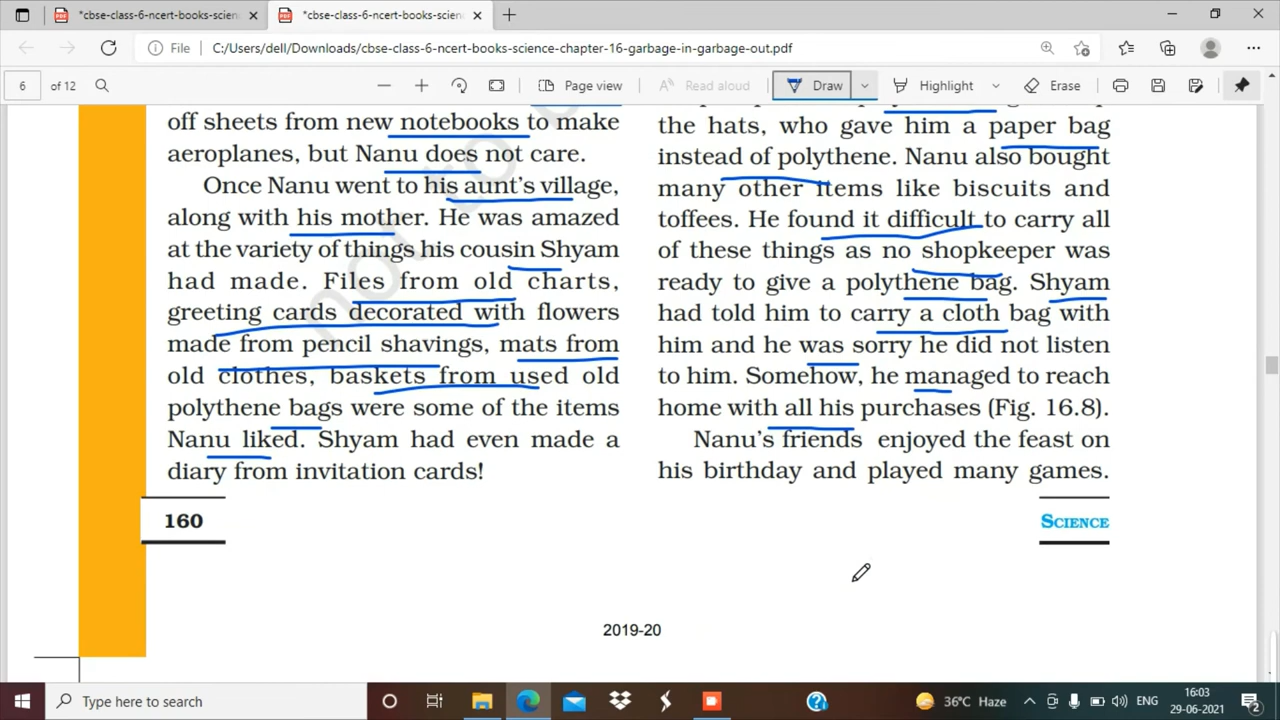 *cbse-class-6-ncert-books-scien
*cbse-class-6-ncert-books-scien
File
C:/Users/dell/Downloads/cbse-class-6-ncert-books-science-chapter-16-garbage-in-garbage-out.pdf
6
of 12
Page view
Read aloud
Draw
Highlight
Erase
off sheets from new notebooks to make
aeroplanes, but Nanu does not care.
Once Nanu went to his aunt's village,
along with his mother. He was amazed
at the variety of things his cousin Shyam
had made. Files from old charts,
greeting cards decorated with flowers
made from pencil shavings, mats from
old clothes, baskets from used old
polythene bags were some of the items
Nanu liked. Shyam had even made a
diary from invitation cards!
160
the hats, who gave him a paper bag
instead of polythene. Nanu also bought
many other items like biscuits and
toffees. He found it difficult to carry all
of these things as no shopkeeper was
ready to give a polythene bag. Shyam
had told him to carry a cloth bag with
him and he was sorry he did not listen
to him. Somehow, he managed to reach
home with all his purchases (Fig. 16.8).
Nanu's friends enjoyed the feast on
his birthday and played many games.
SCIENCE
not to
2019-20
Type here to search
36°C Haze
ENG
16:03
29-06-2021
2